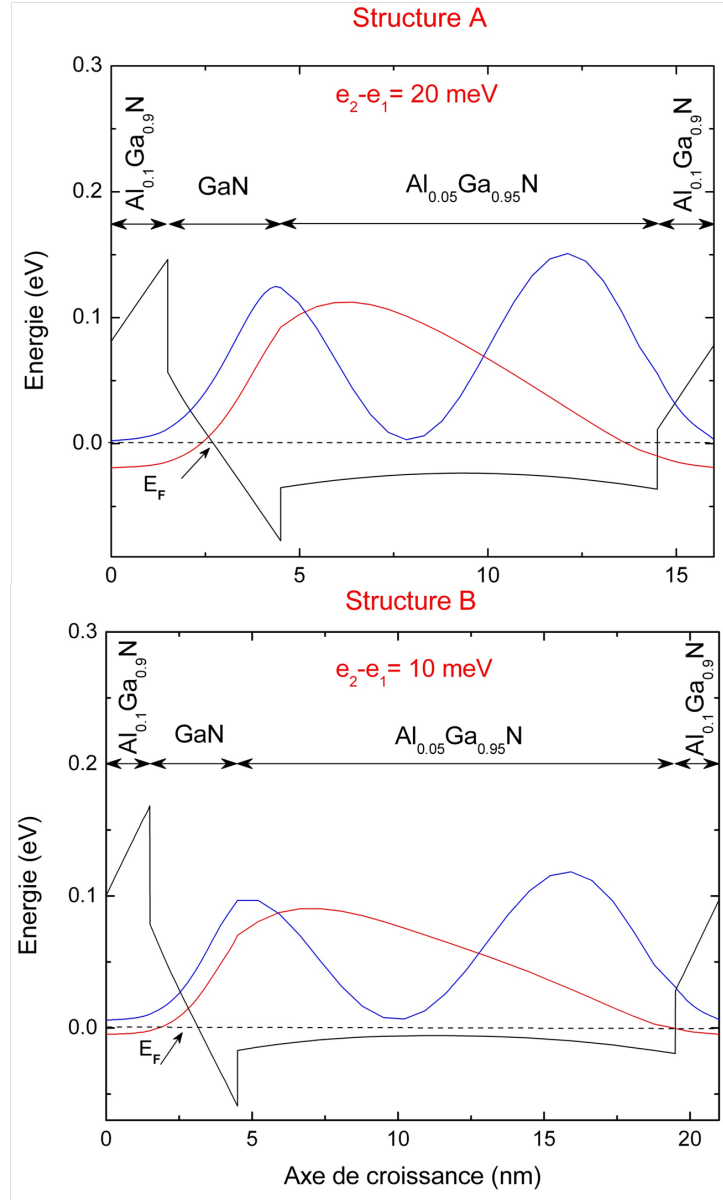 Structure A
e₂-e₁= 20 meV
Al₀.₁Ga₀.₉N
GaN
Al₀.₀₅Ga₀.₉₅N
Al₀.₁Ga₀.₉N
0.3
0.2
0.1
0.0
Energie (eV)
E_F
0
5
10
15
Structure B
e₂-e₁= 10 meV
Al₀.₁Ga₀.₉N
GaN
Al₀.₀₅Ga₀.₉₅N
Al₀.₁Ga₀.₉N
0.3
0.2
0.1
0.0
Energie (eV)
E_F
0
5
10
15
20
Axe de croissance (nm)